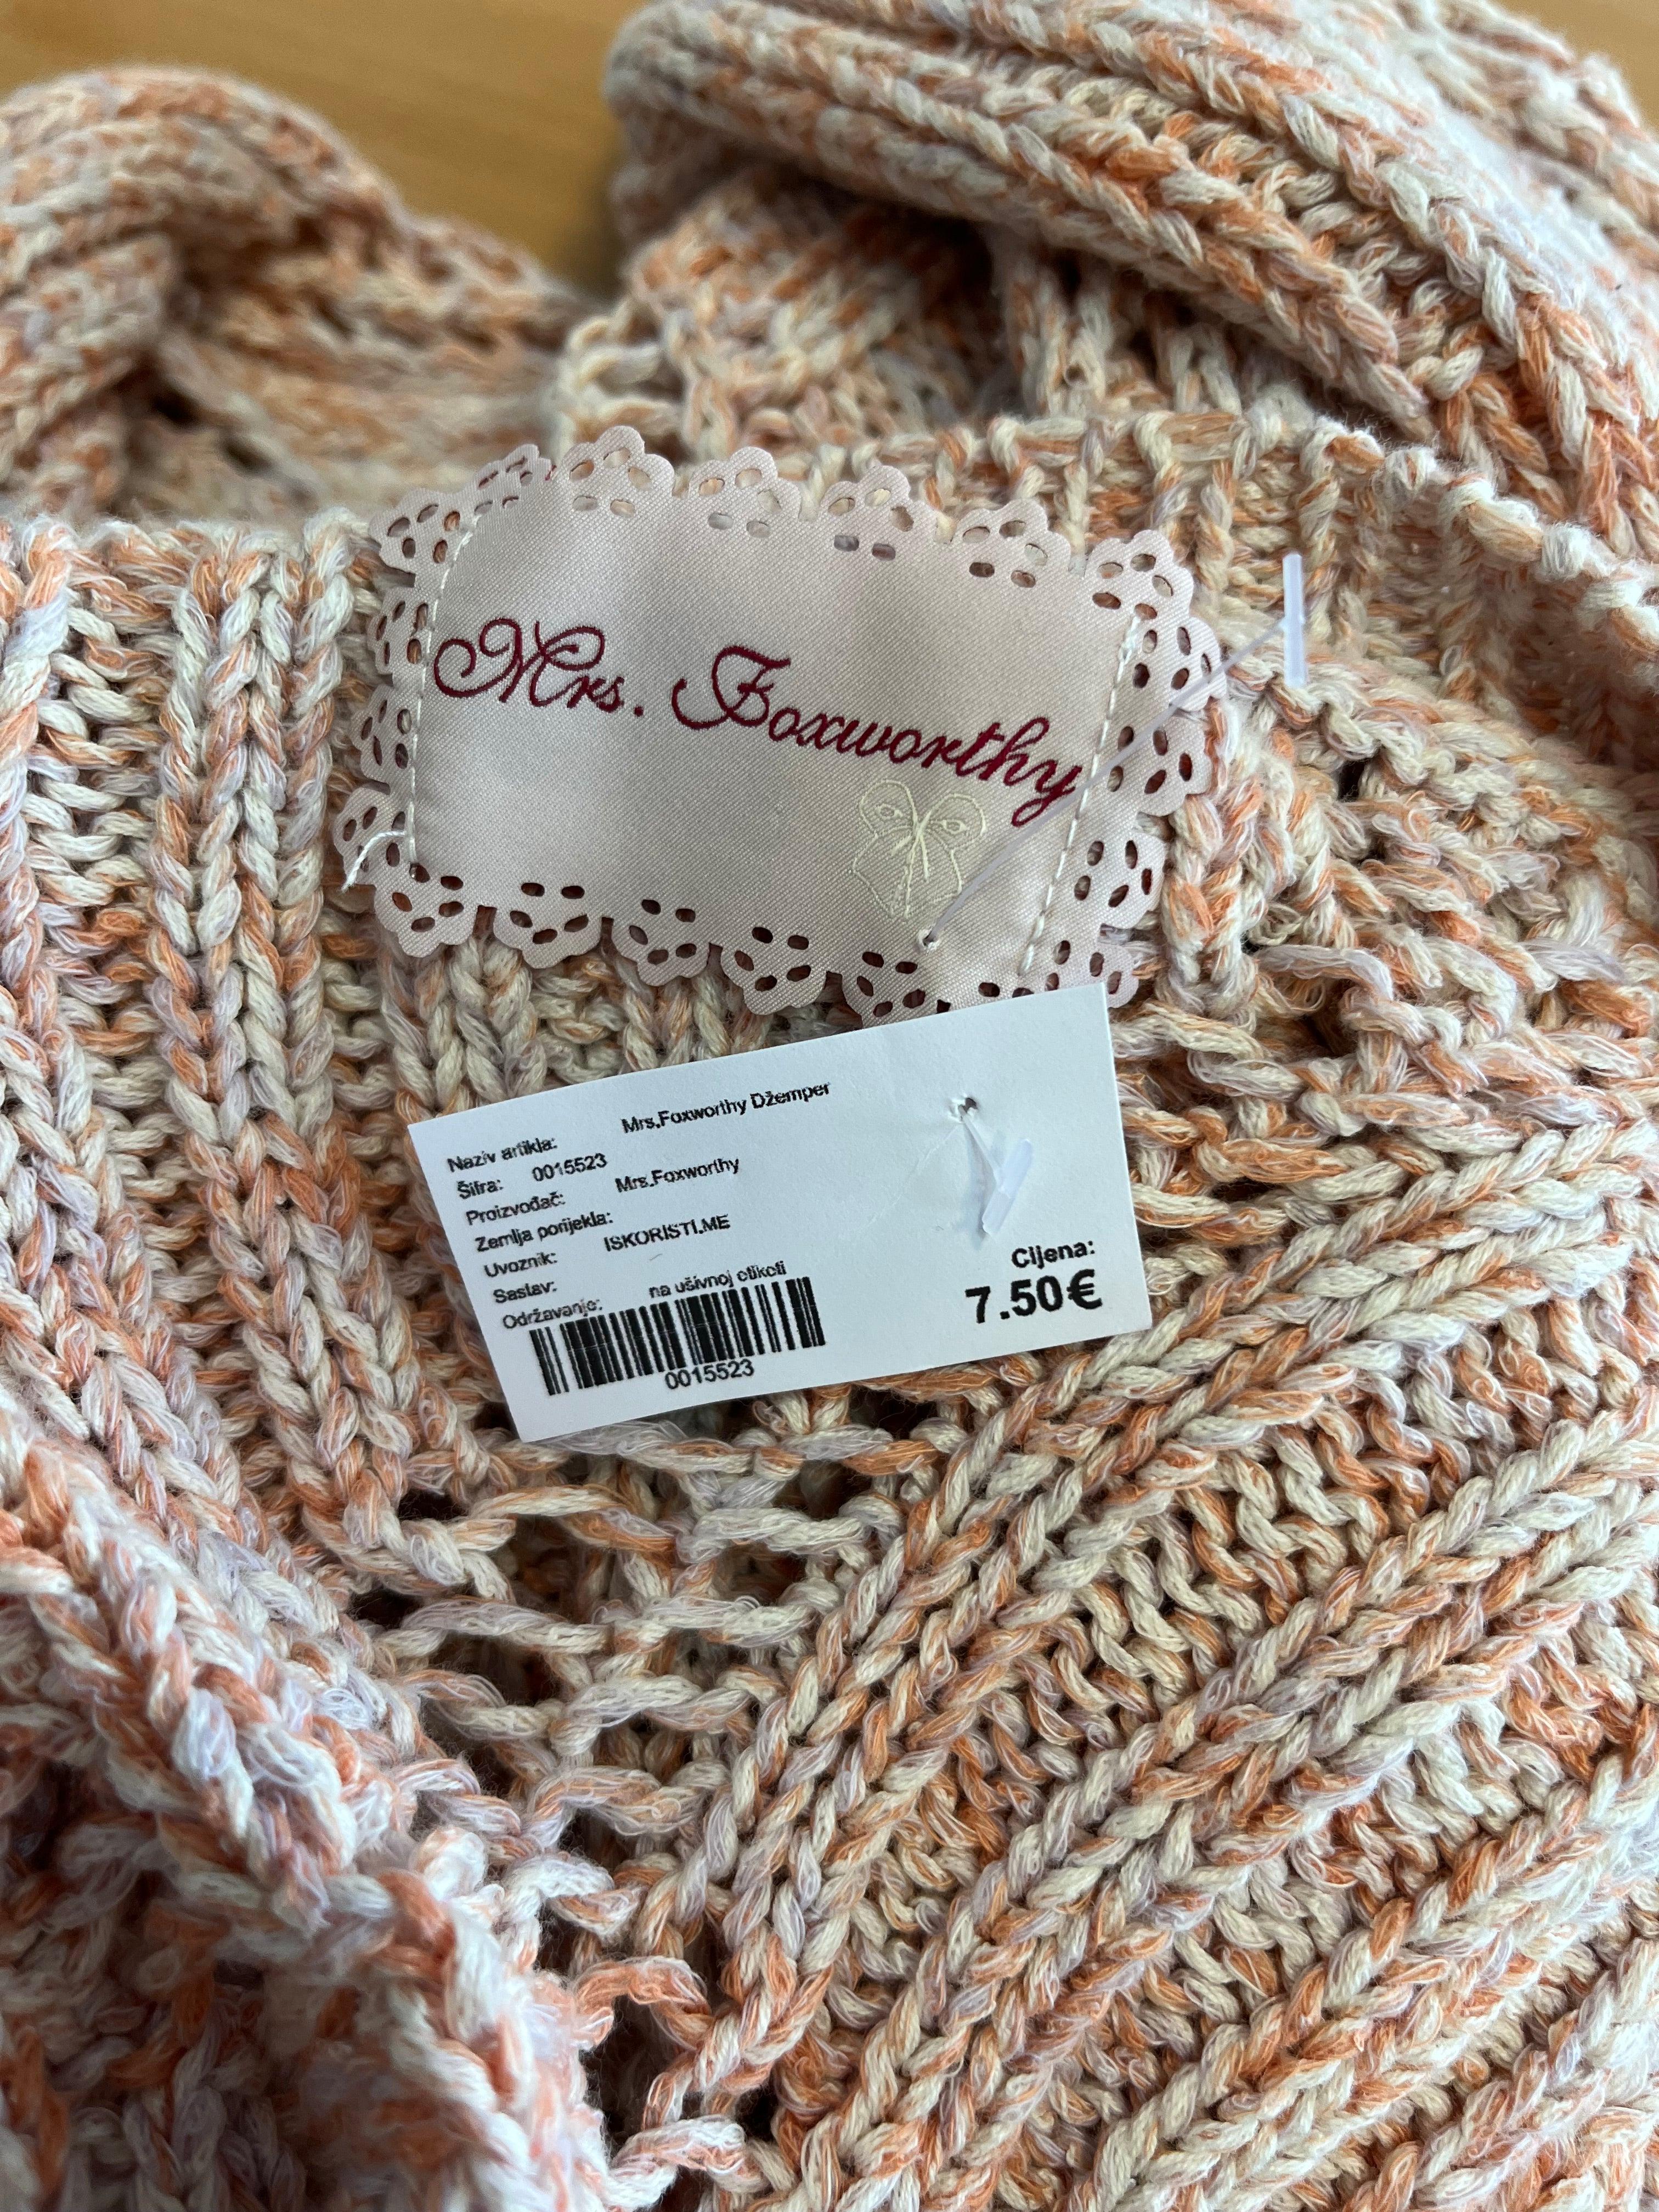 Mrs. Foxworthy
Naziv artikla: Mrs.Foxworthy Džemper
Šifra: 0015523
Proizvođač: Mrs.Foxworthy
Zemlja porijekla:
Uvoznik: ISKORISTI.ME
Sastav:
Održavanje: na ušivnoj etiketi
0015523
Cijena:
7.50€